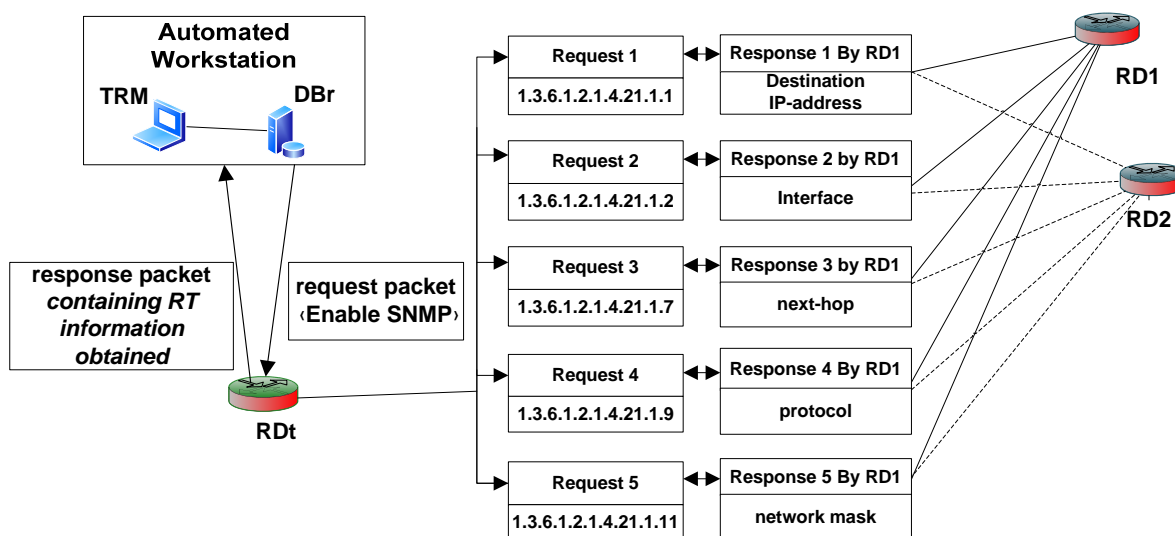 Automated
Workstation
TRM
DBr
response packet
containing RT
information
obtained
request packet
‹Enable SNMP›
RDt
Request 1
1.3.6.1.2.1.4.21.1.1
Response 1 By RD1
Destination
IP-address
Request 2
1.3.6.1.2.1.4.21.1.2
Response 2 by RD1
Interface
Request 3
1.3.6.1.2.1.4.21.1.7
Response 3 by RD1
next-hop
Request 4
1.3.6.1.2.1.4.21.1.9
Response 4 By RD1
protocol
Request 5
1.3.6.1.2.1.4.21.1.11
Response 5 By RD1
network mask
RD1
RD2